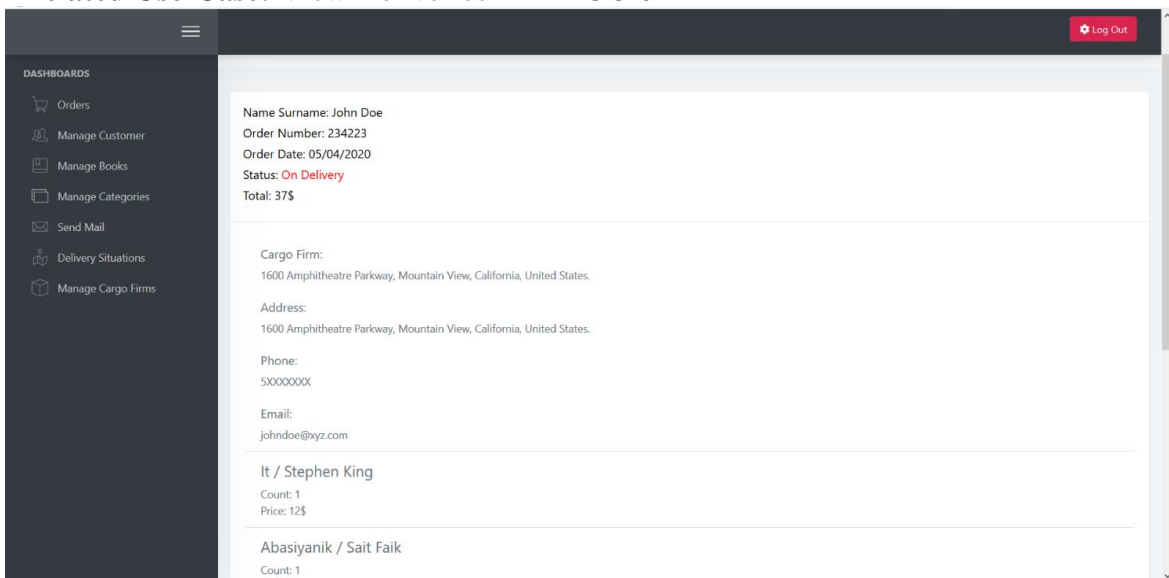 Log Out
DASHBOARDS
Orders
Manage Customer
Manage Books
Manage Categories
Send Mail
Delivery Situations
Manage Cargo Firms
Name Surname: John Doe
Order Number: 234223
Order Date: 05/04/2020
Status: On Delivery
Total: 37$
Cargo Firm:
1600 Amphitheatre Parkway, Mountain View, California, United States.
Address:
1600 Amphitheatre Parkway, Mountain View, California, United States.
Phone:
5XXXXXXX
Email:
johndoe@xyz.com
It / Stephen King
Count: 1
Price: 12$
Abasiyanik / Sait Faik
Count: 1